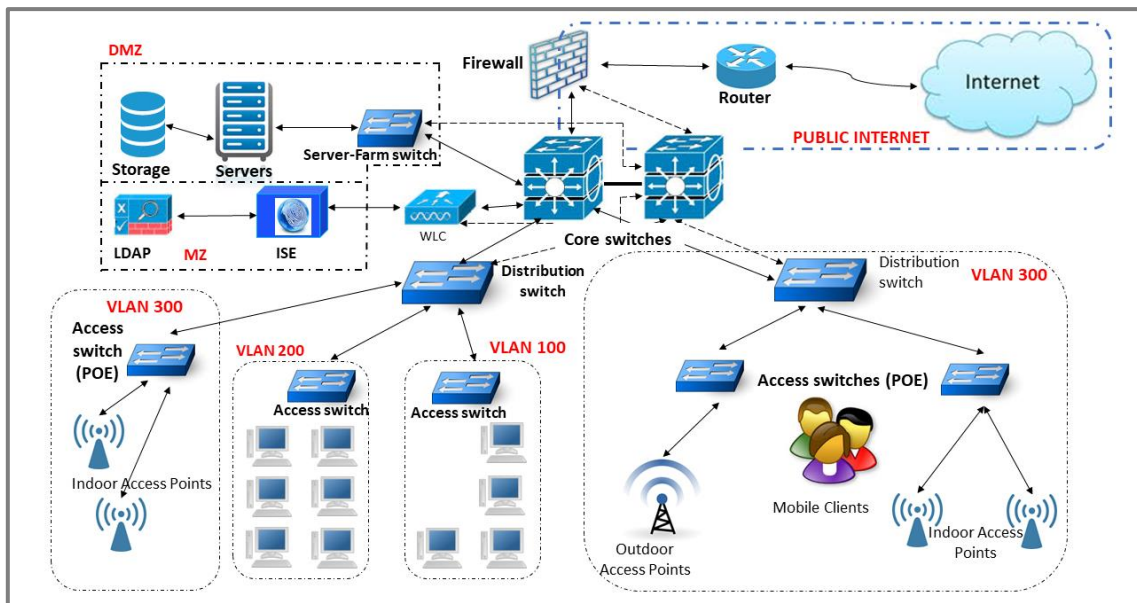 DMZ
Firewall
Router
Internet
PUBLIC INTERNET
Storage
Servers
Server-Farm switch
LDAP
MZ
ISE
WLC
Core switches
Distribution
switch
Distribution
switch
VLAN 300
VLAN 300
Access
switch
(POE)
Indoor Access Points
VLAN 200
Access switch
VLAN 100
Access switch
Access switches (POE)
Mobile Clients
Outdoor
Access Points
Indoor Access
Points